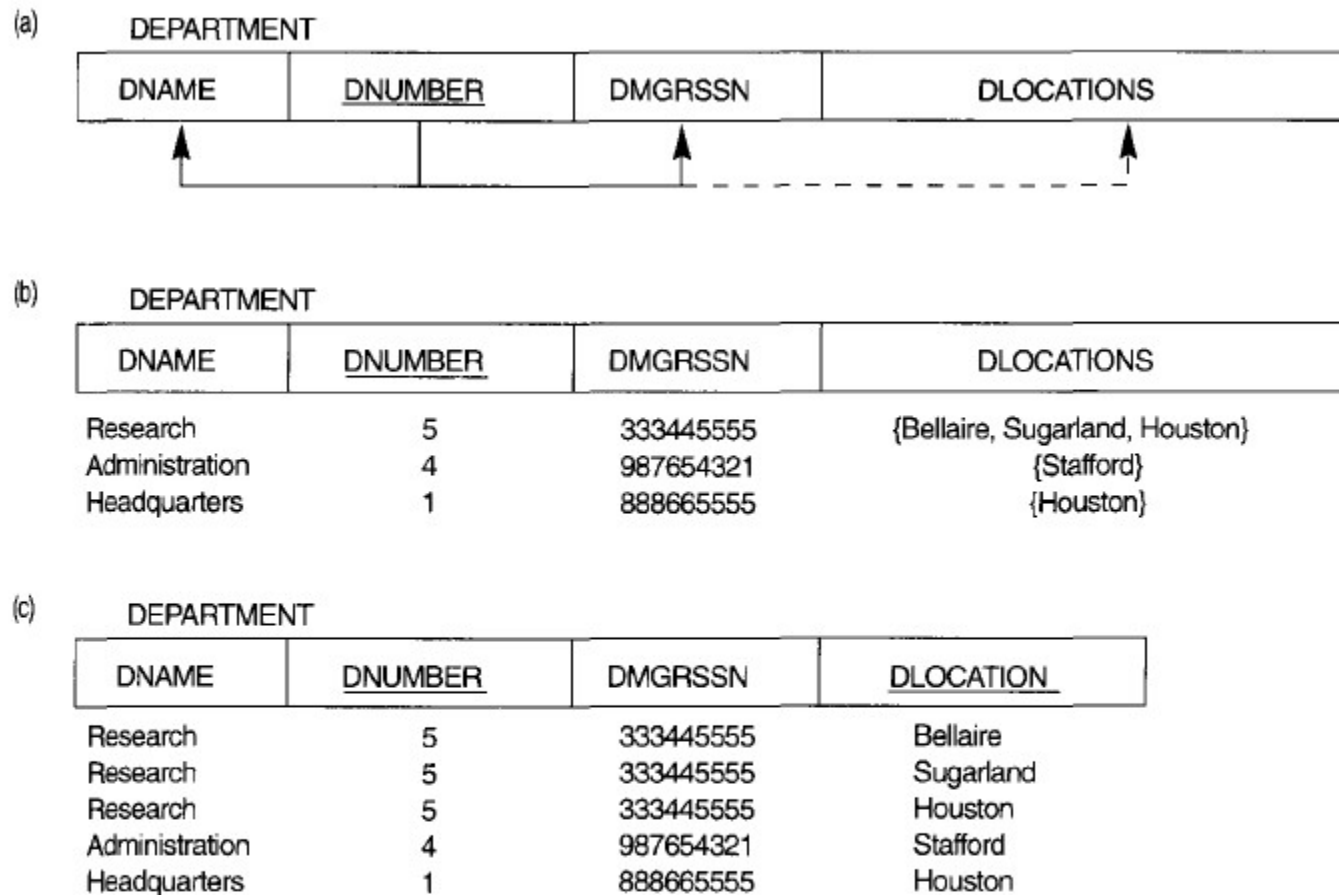 (a)
DEPARTMENT
DNAME DNUMBER DMGRSSN DLOCATIONS
(b)
DEPARTMENT
DNAME DNUMBER DMGRSSN DLOCATIONS
Research 5 333445555 {Bellaire, Sugarland, Houston}
Administration 4 987654321 {Stafford}
Headquarters 1 888665555 {Houston}
(c)
DEPARTMENT
DNAME DNUMBER DMGRSSN DLOCATION
Research 5 333445555 Bellaire
Research 5 333445555 Sugarland
Research 5 333445555 Houston
Administration 4 987654321 Stafford
Headquarters 1 888665555 Houston